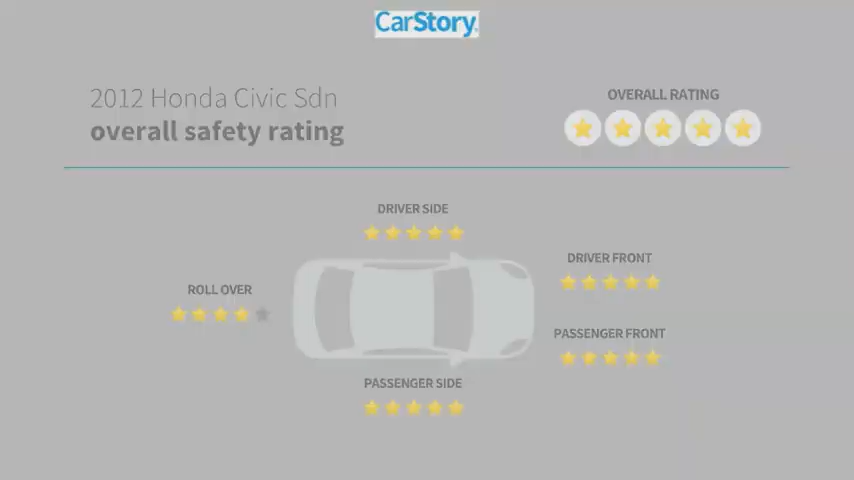 CarStory
2012 Honda Civic Sdn
overall safety rating
OVERALL RATING
DRIVER SIDE
DRIVER FRONT
ROLL OVER
PASSENGER FRONT
PASSENGER SIDE